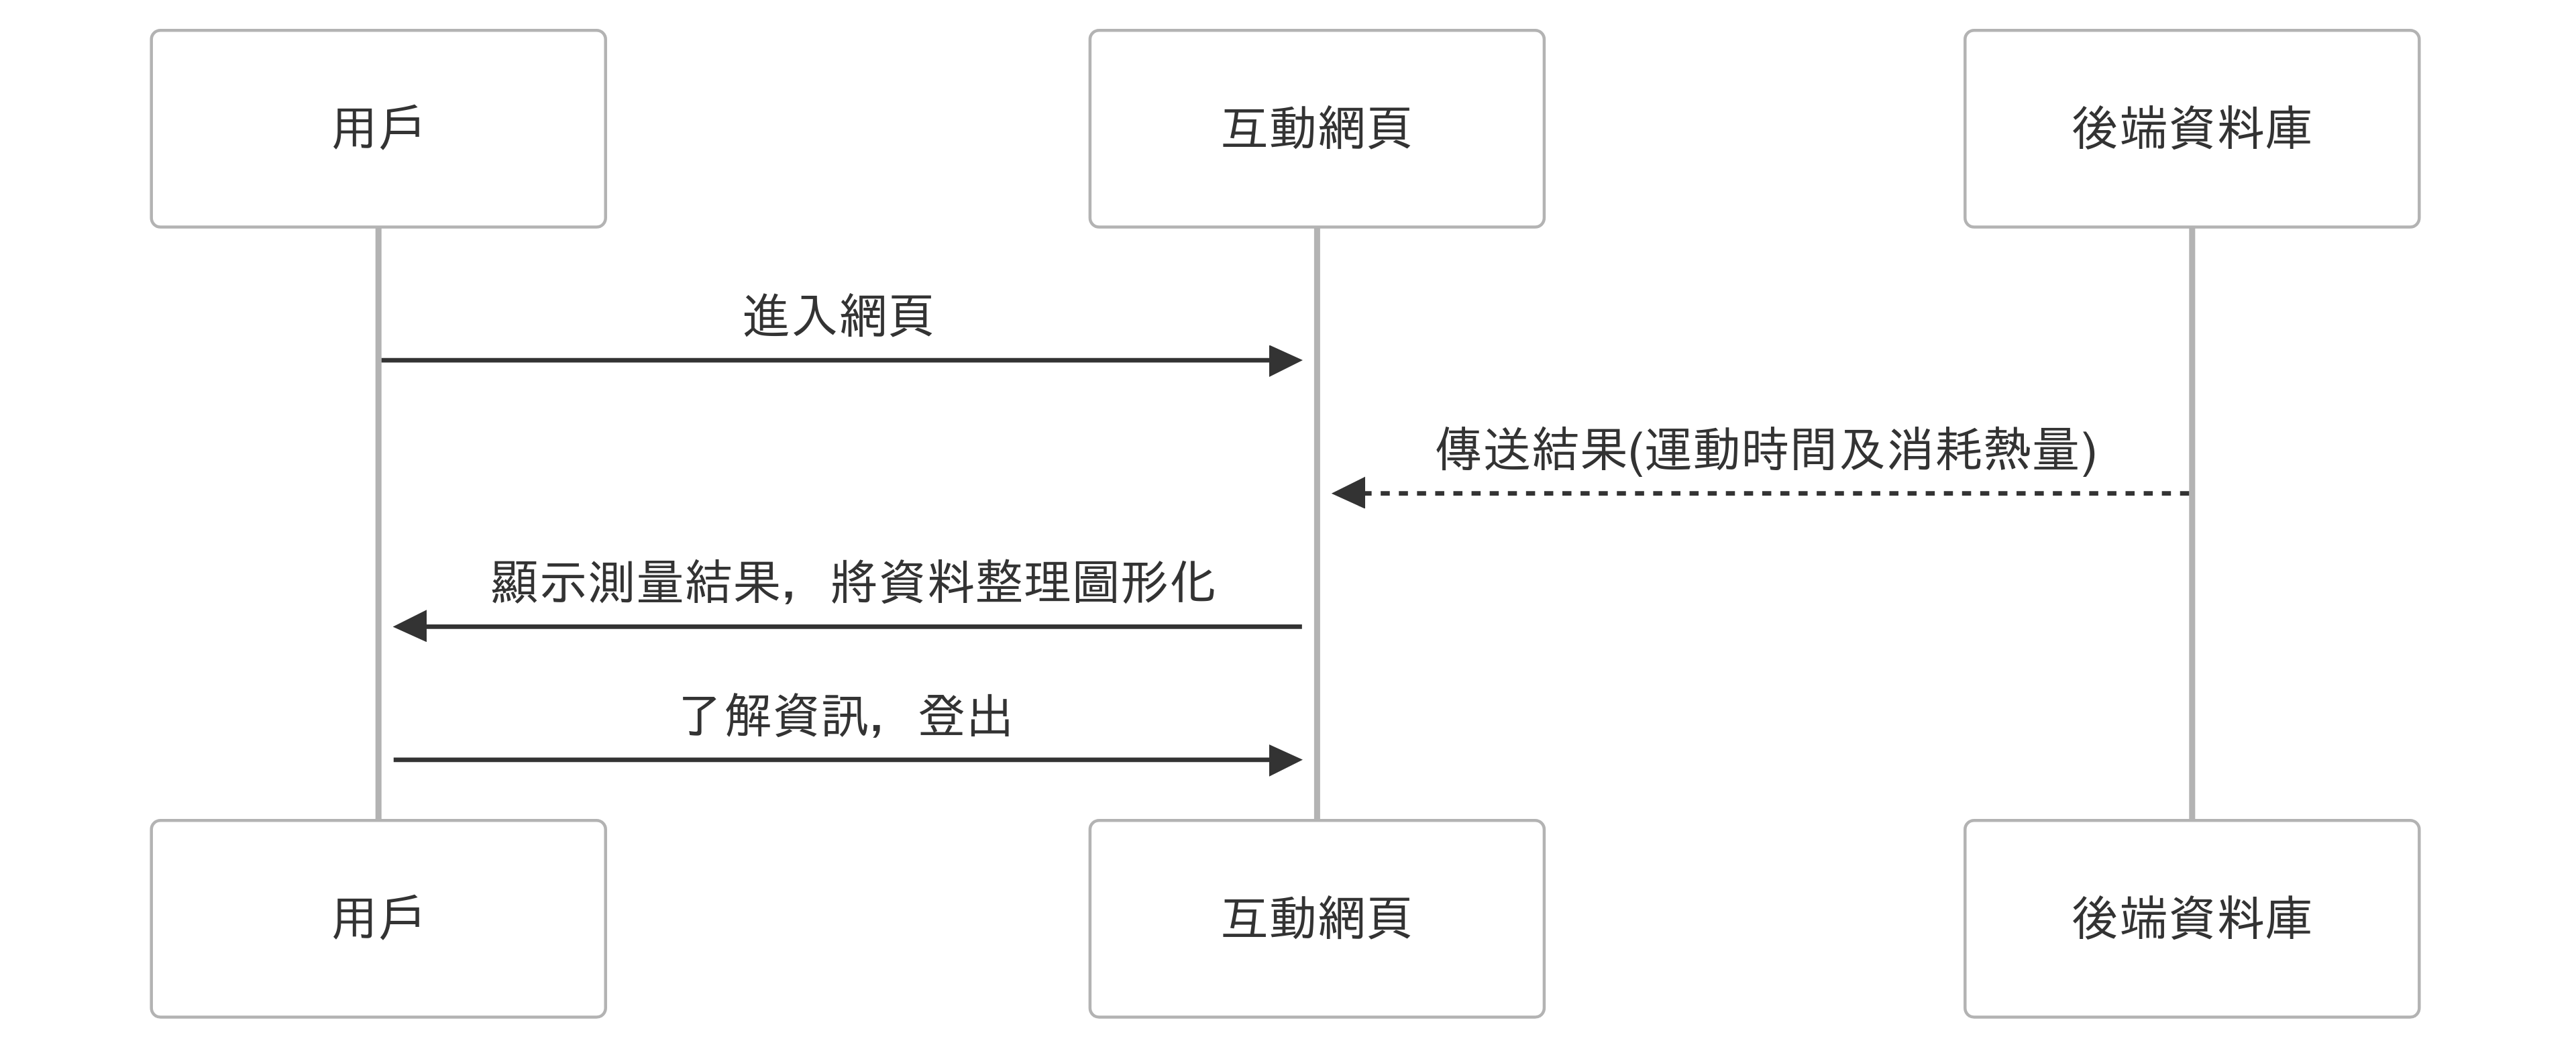 用戶
互動網頁
後端資料庫
進入網頁
傳送結果(運動時間及消耗熱量)
顯示測量結果，將資料整理圖形化
了解資訊，登出
用戶
互動網頁
後端資料庫